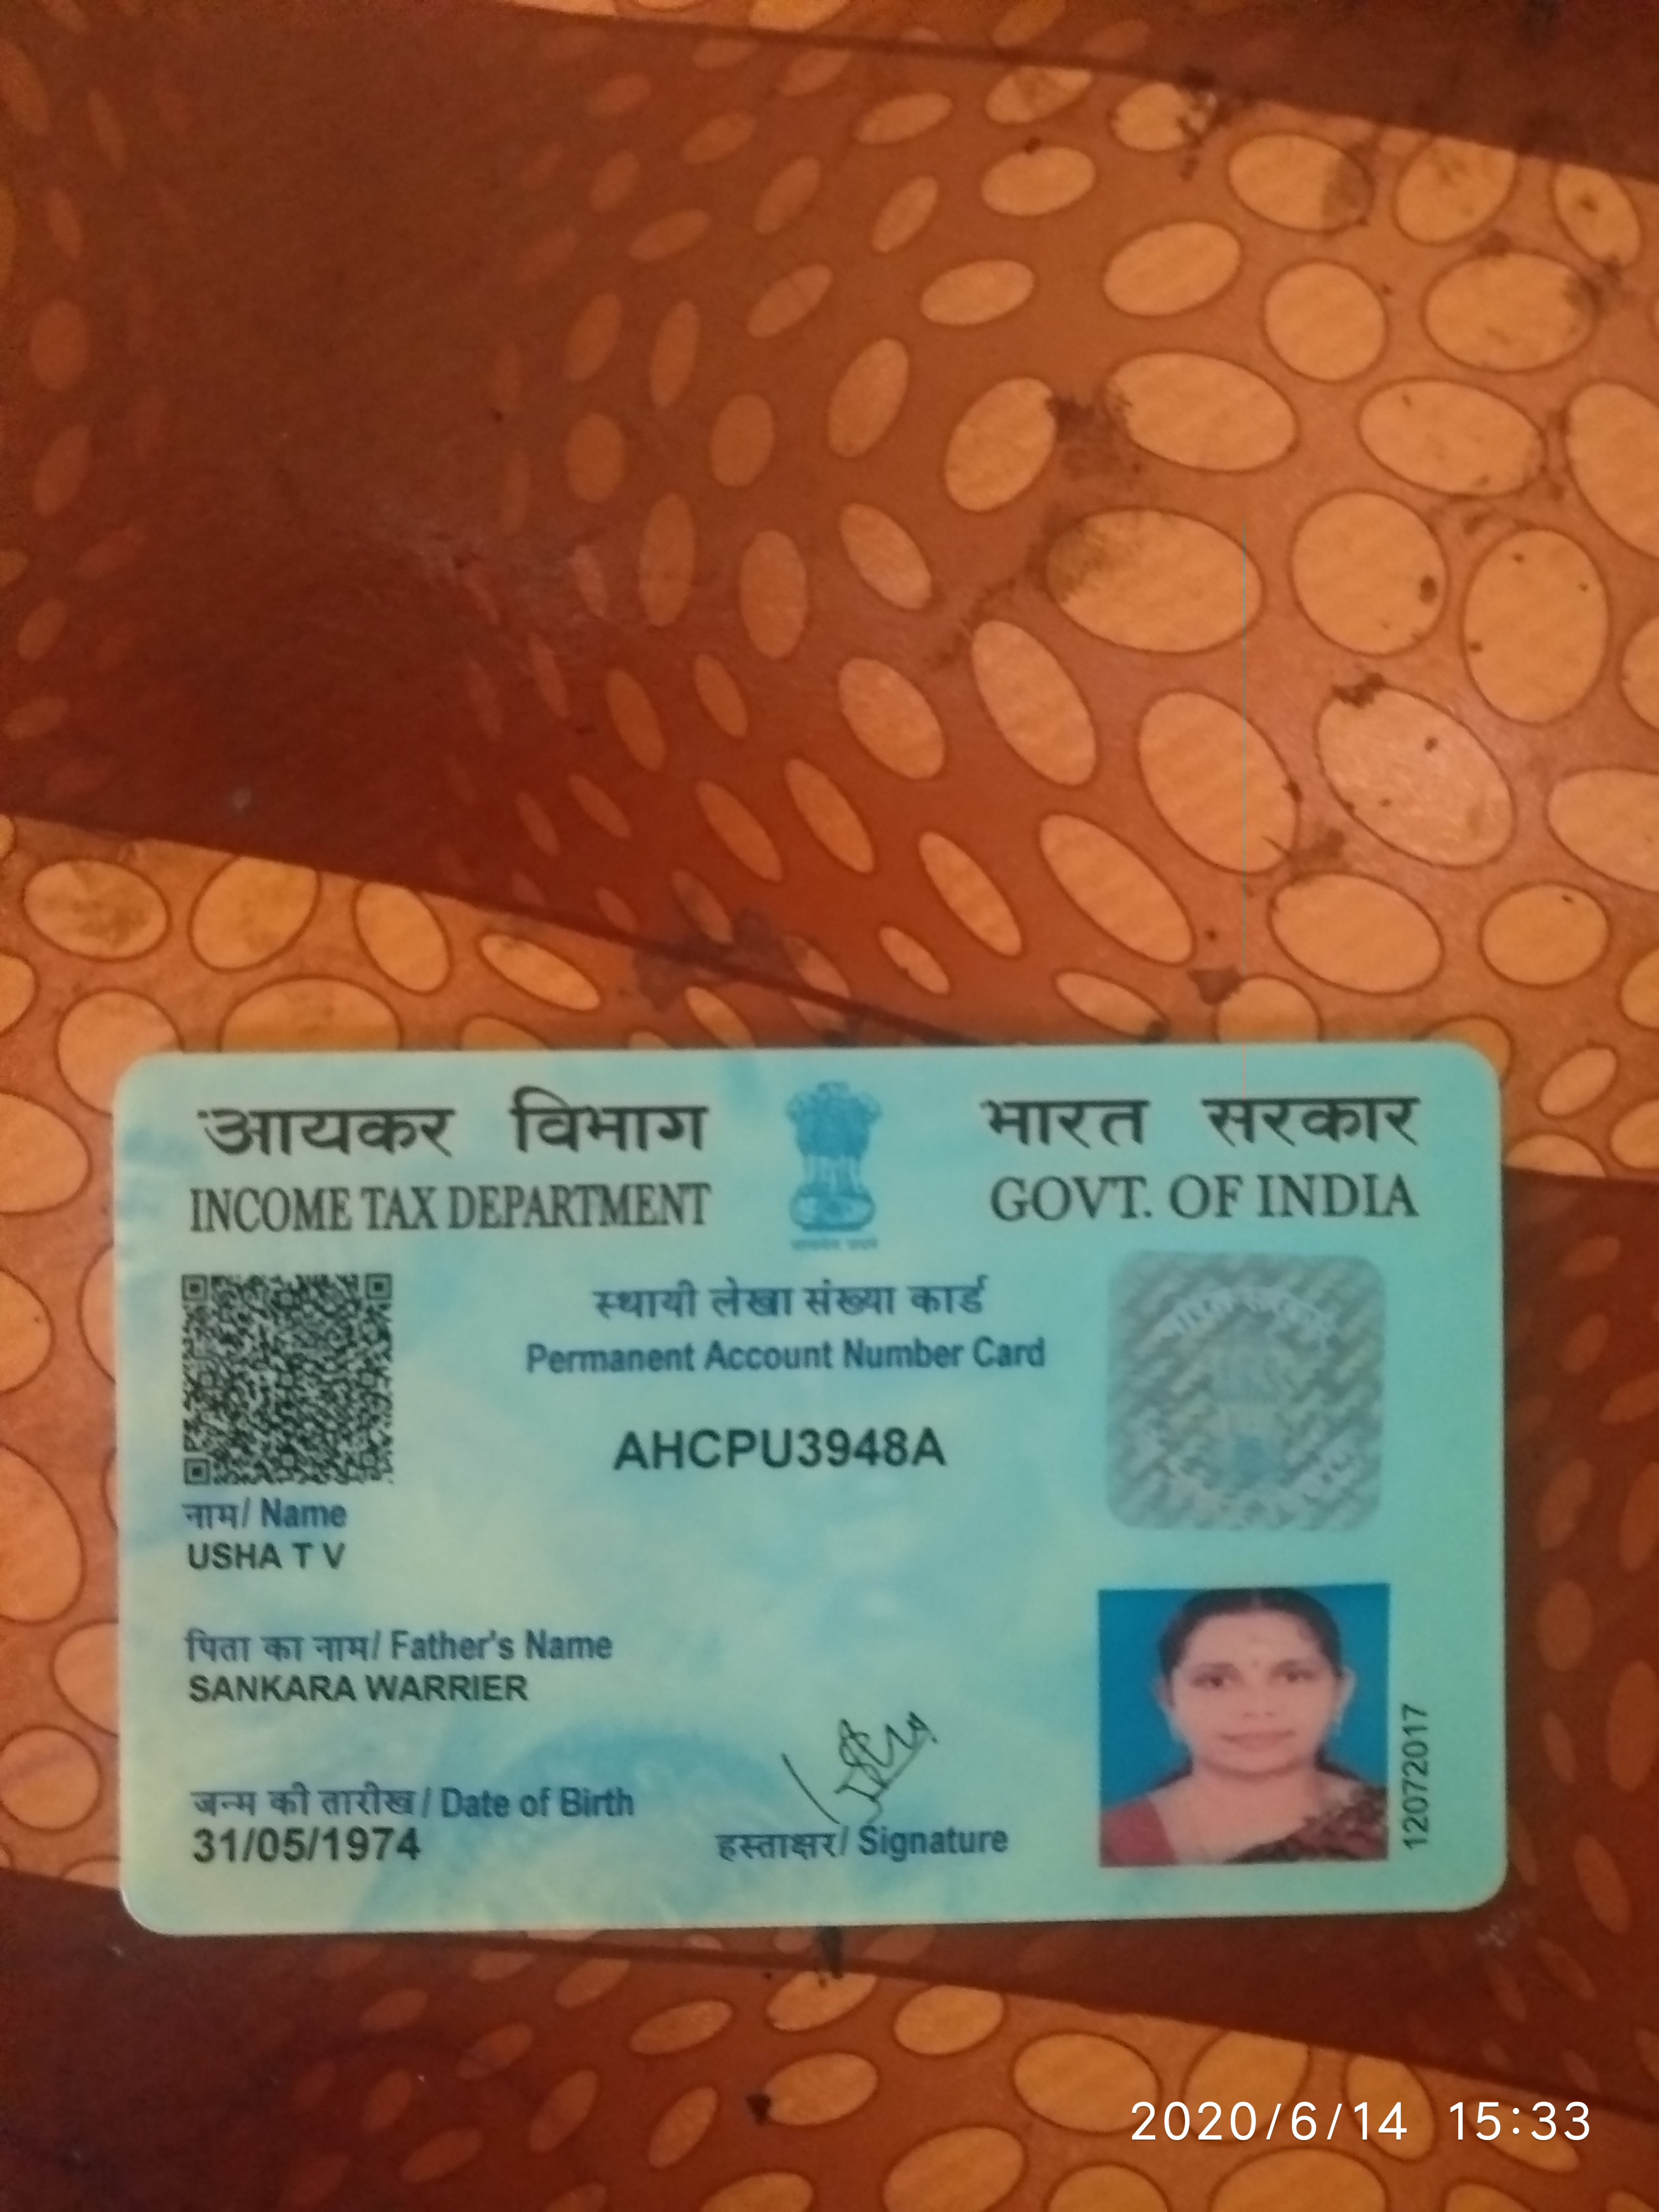 आयकर विभाग
INCOME TAX DEPARTMENT
भारत सरकार
GOVT. OF INDIA
स्थायी लेखा संख्या कार्ड
Permanent Account Number Card
AHCPU3948A
नाम/ Name
USHA T V
पिता का नाम/ Father's Name
SANKARA WARRIER
जन्म की तारीख / Date of Birth
31/05/1974
हस्ताक्षर/ Signature
12072017
2020/6/14 15:33